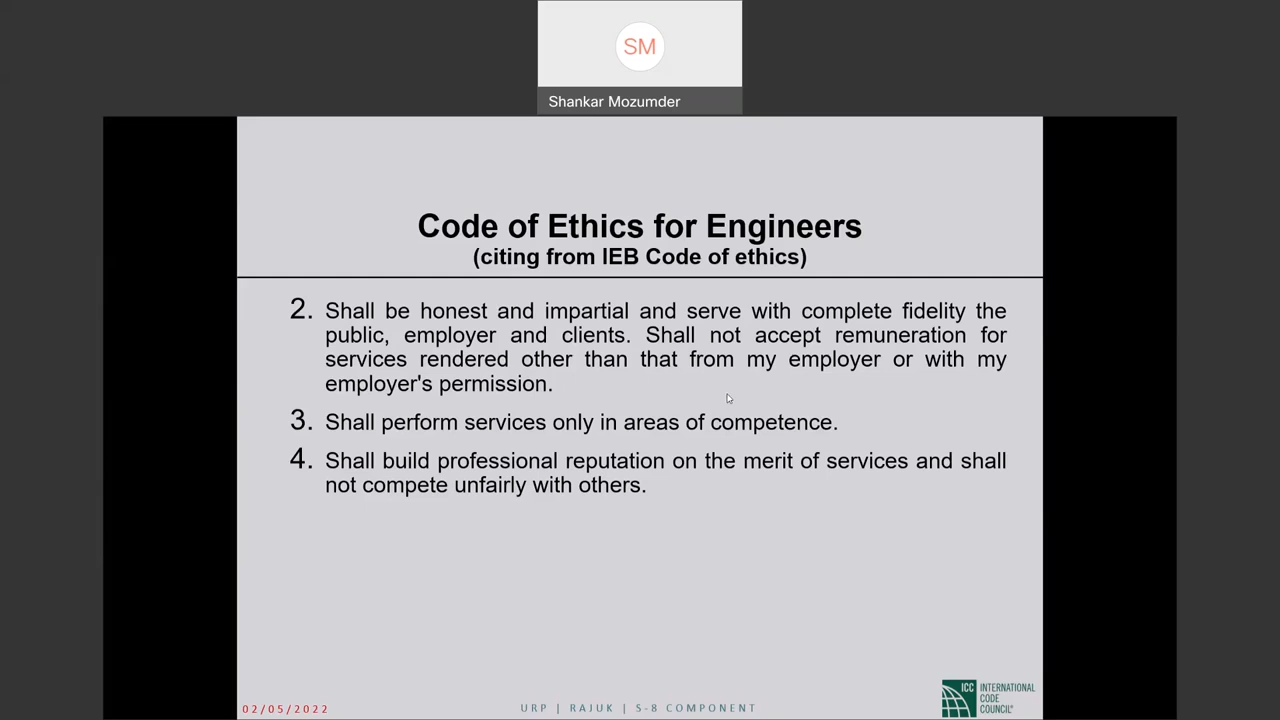 SM
Shankar Mozumder
Code of Ethics for Engineers
(citing from IEB Code of ethics)
2. Shall be honest and impartial and serve with complete fidelity the
public, employer and clients. Shall not accept remuneration for
services rendered other than that from my employer or with my
employer's permission.
3. Shall perform services only in areas of competence.
4. Shall build professional reputation on the merit of services and shall
not compete unfairly with others.
02/05/2022
URP | RAJUK | S-8 COMPONENT
ICC INTERNATIONAL
CODE
COUNCIL®